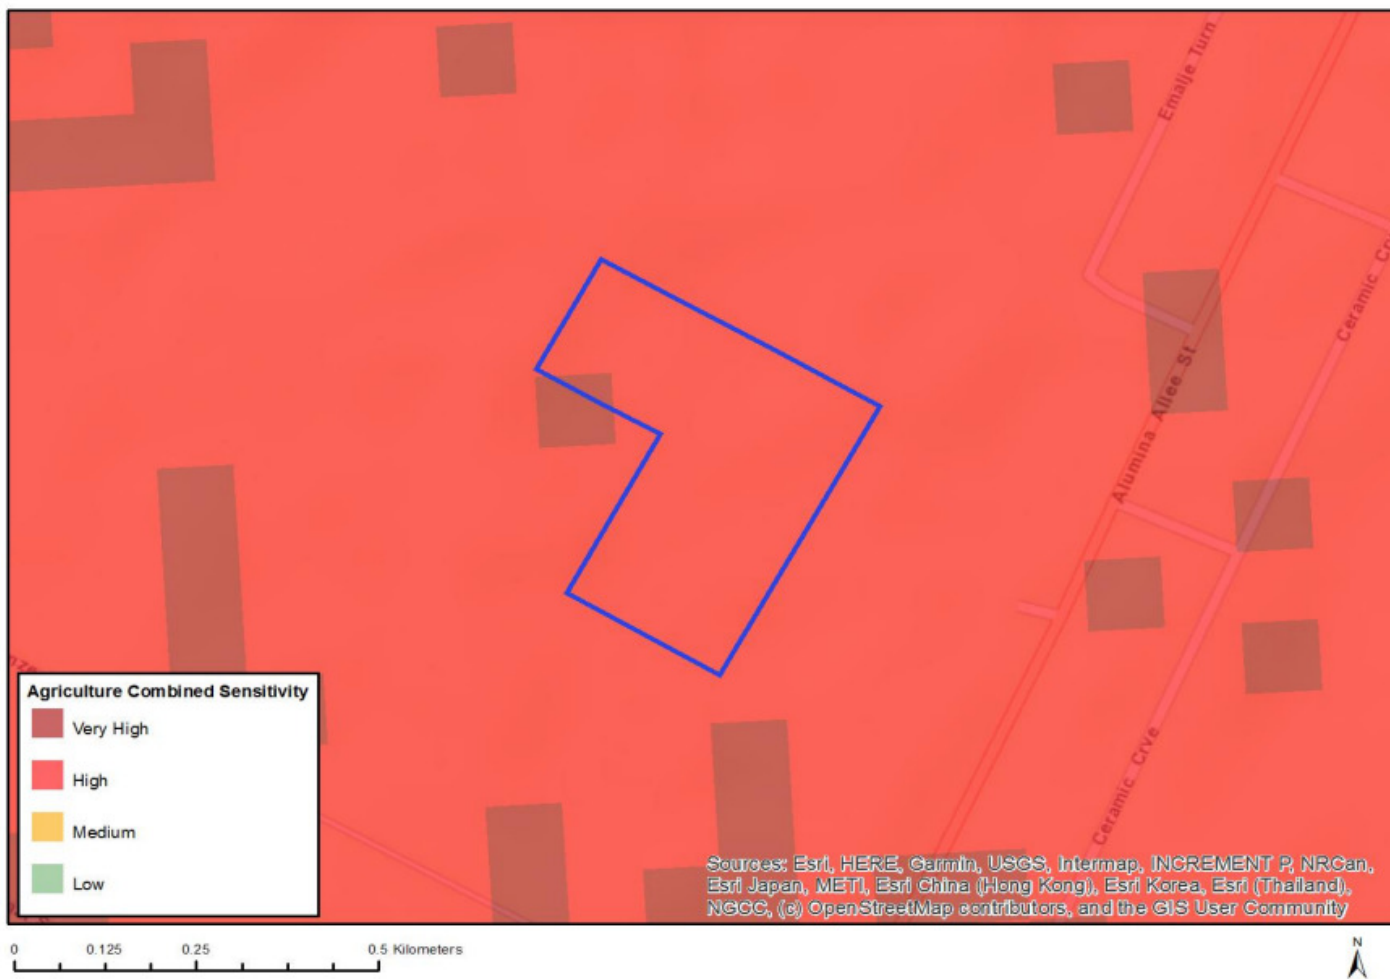 Emalje Turn
Ceramic Crve
Alumina Allee St
Agriculture Combined Sensitivity
Very High
High
Medium
Low
Ceramic Crve
Sources: Esri, HERE, Garmin, USGS, Intermap, INCREMENT P, NRCan,
Esri Japan, METI, Esri China (Hong Kong), Esri Korea, Esri (Thailand),
NGCC, (c) OpenStreetMap contributors, and the GIS User Community
0 0.125 0.25 0.5 Kilometers
N